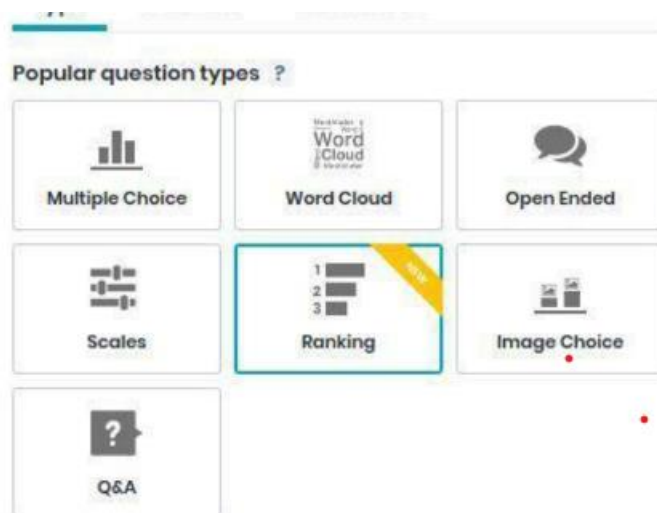 Popular question types ?
Word
Cloud
Multiple Choice
Word Cloud
Open Ended
1
2
3
NEW
Scales
Ranking
Image Choice
?
Q&A